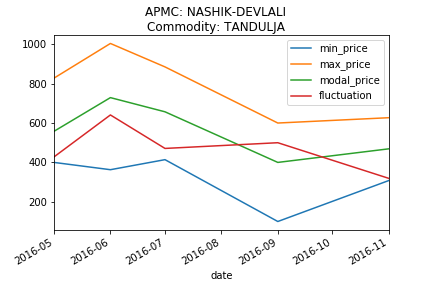 APMC: NASHIK-DEVLALI
Commodity: TANDULJA
min_price
max_price
modal_price
fluctuation
1000
800
600
400
200
2016-05
2016-06
2016-07
2016-08
2016-09
2016-10
2016-11
date